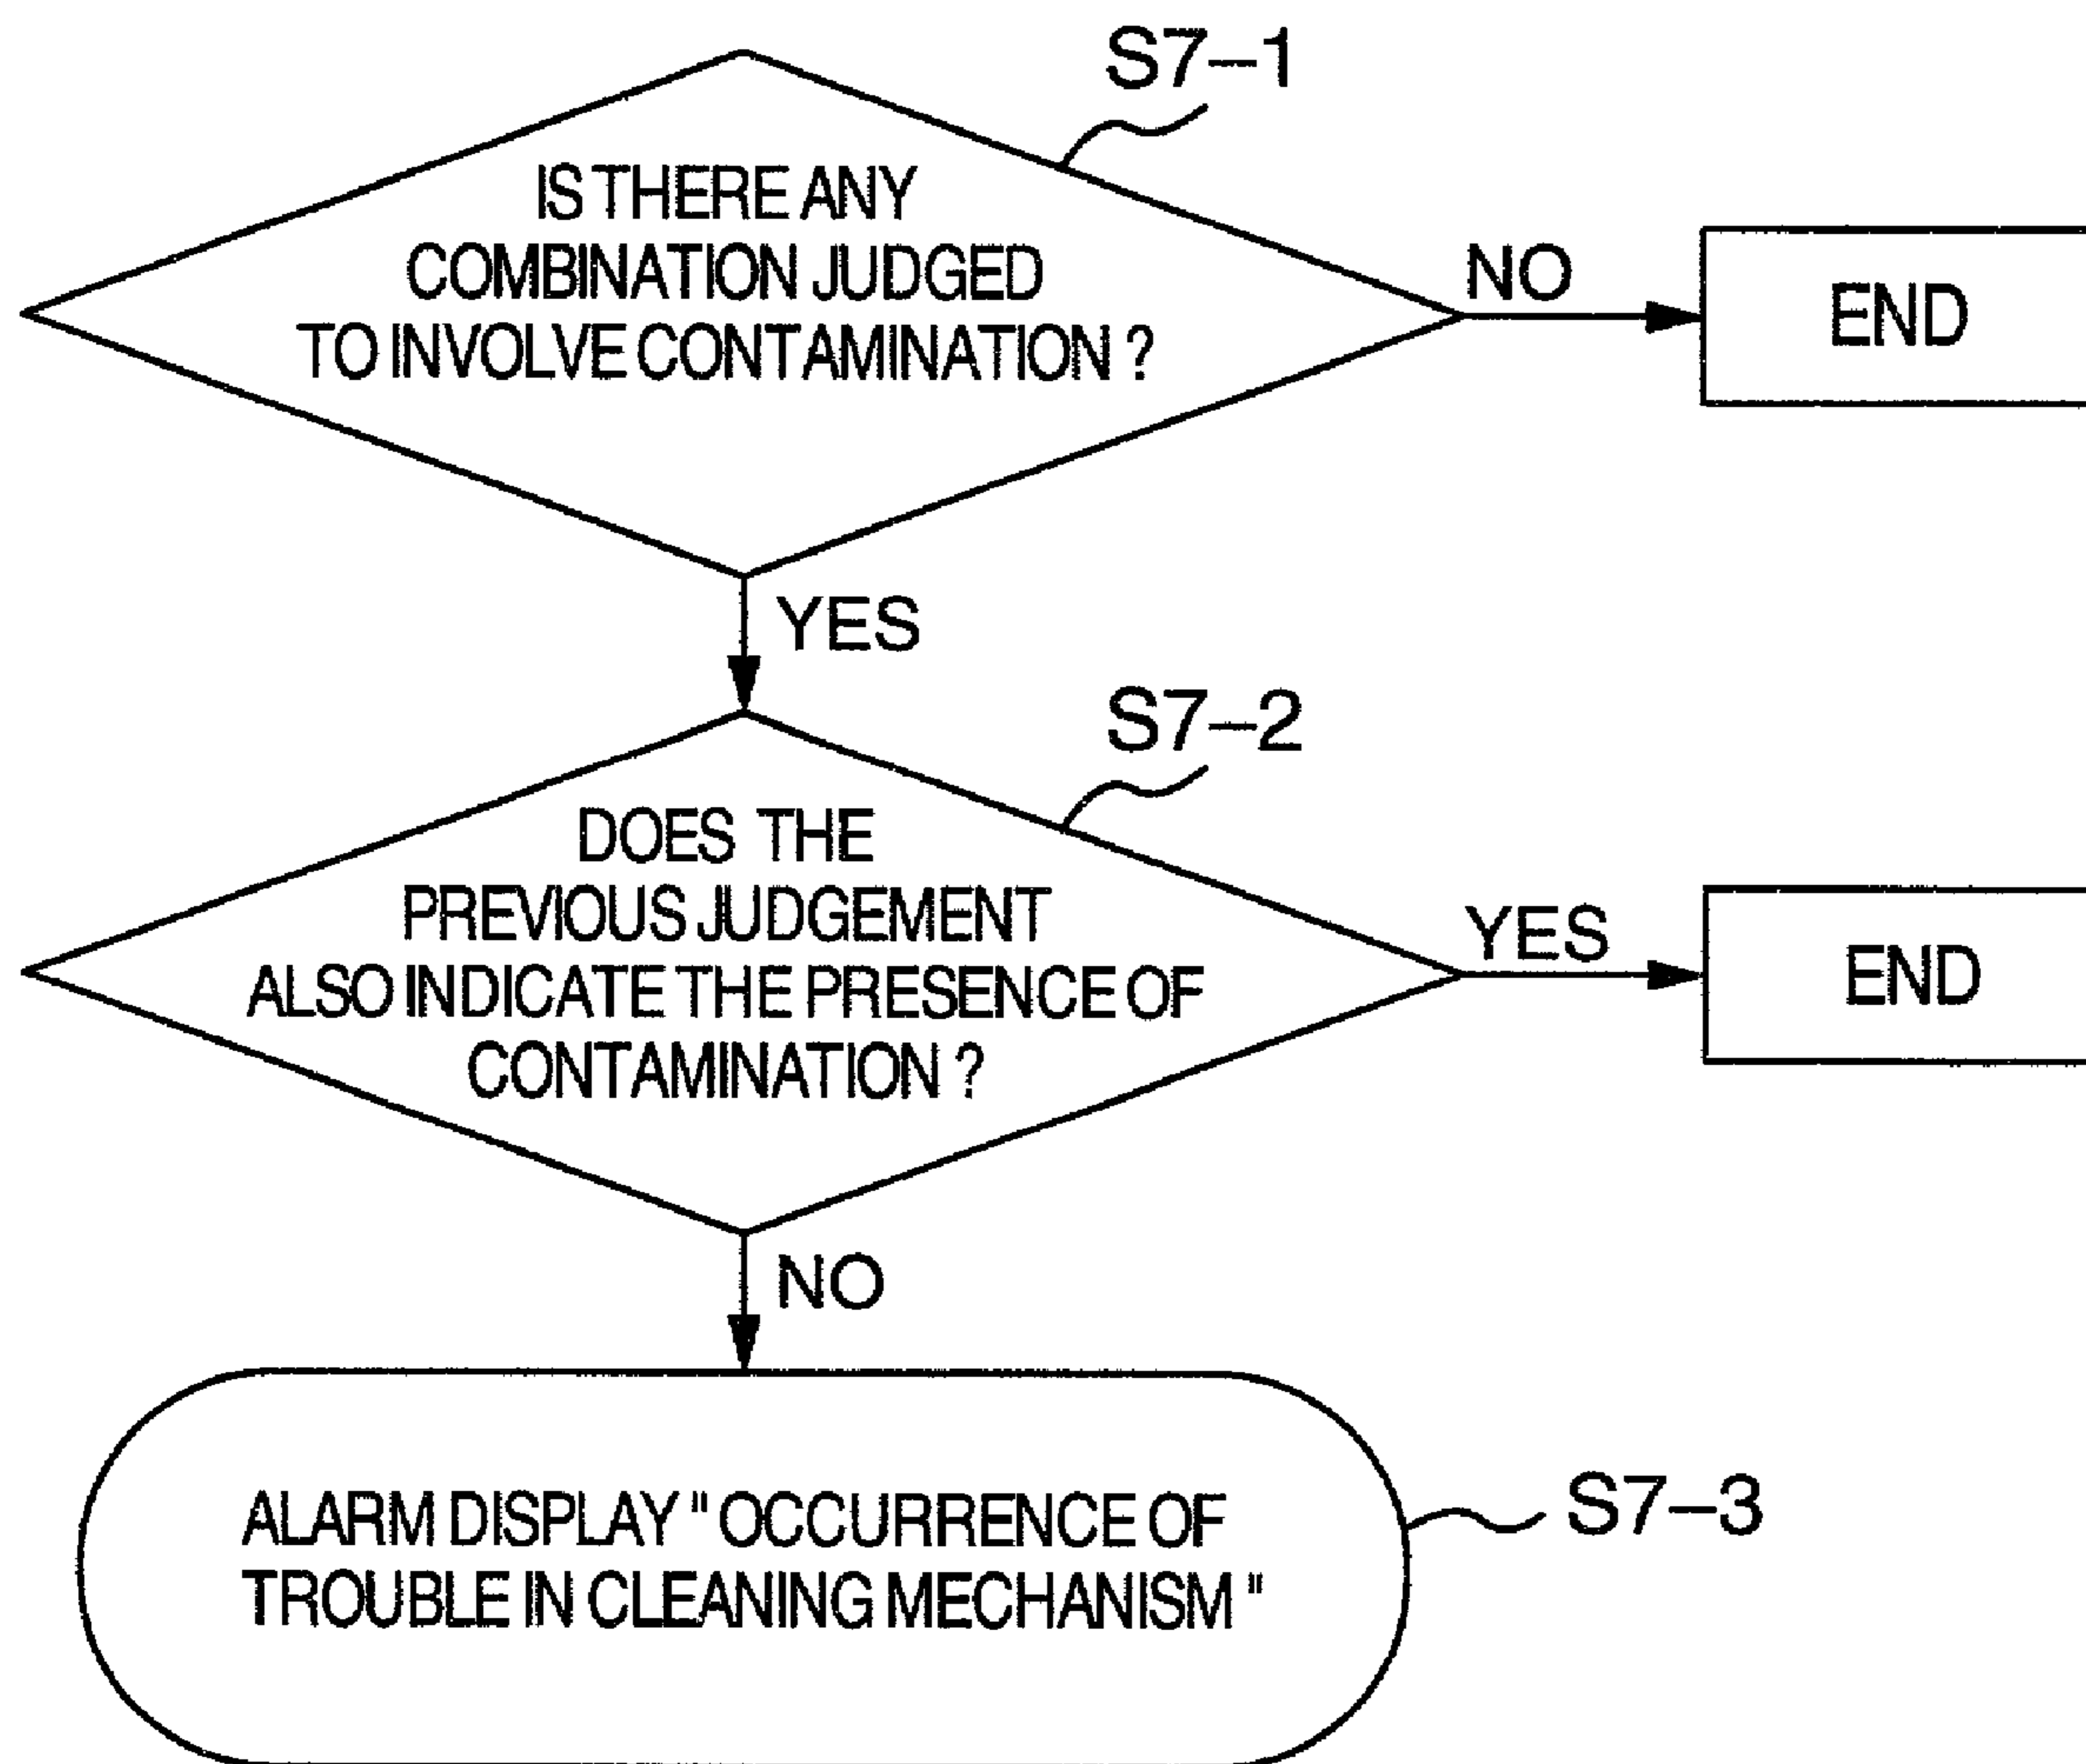 S7-1
IS THERE ANY
COMBINATION JUDGED
TO INVOLVE CONTAMINATION ?
NO
END
YES
S7-2
DOES THE
PREVIOUS JUDGEMENT
ALSO INDICATE THE PRESENCE OF
CONTAMINATION ?
YES
END
NO
ALARM DISPLAY " OCCURRENCE OF
TROUBLE IN CLEANING MECHANISM "
S7-3